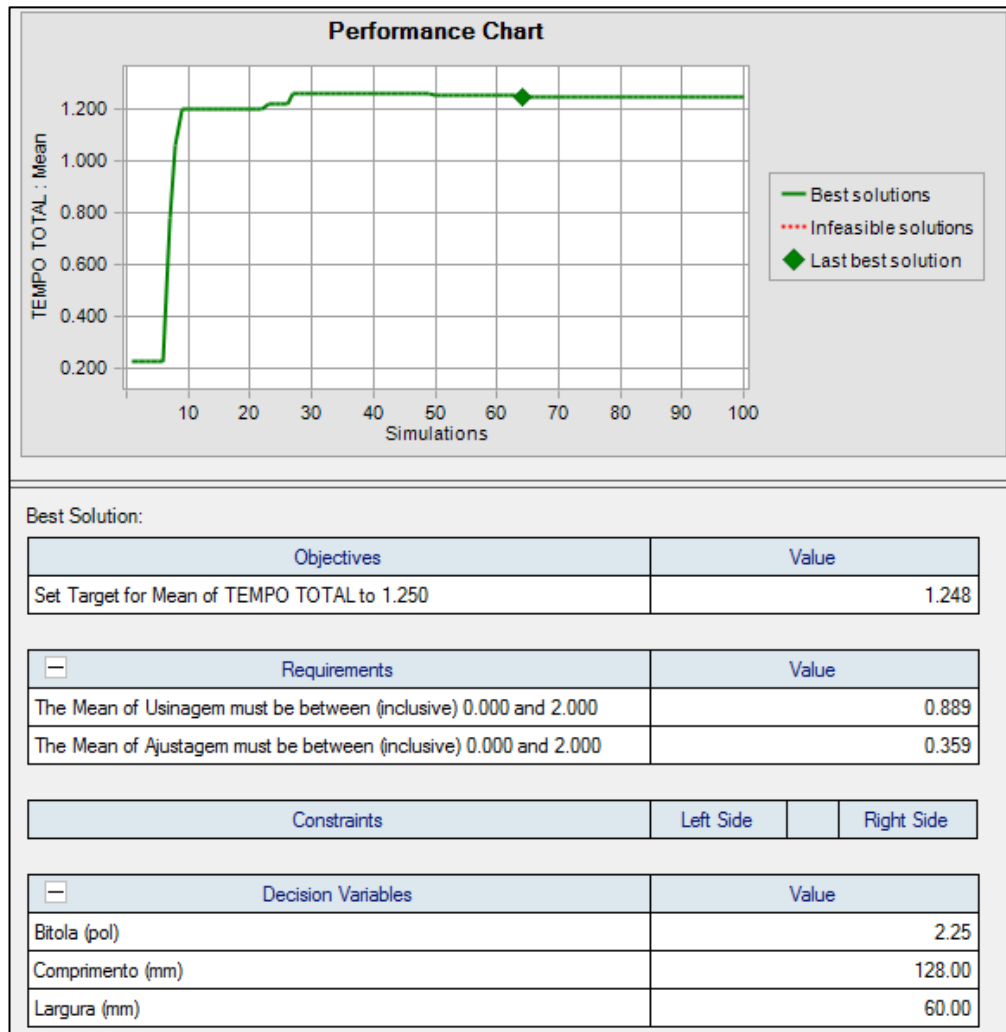 Performance Chart
TEMPO TOTAL : Mean
1.200
1.000
0.800
0.600
0.400
0.200
10 20 30 40 50 60 70 80 90 100
Simulations
Best solutions
Infeasible solutions
Last best solution
Best Solution:
Objectives Value
Set Target for Mean of TEMPO TOTAL to 1.250 1.248
Requirements Value
The Mean of Usinagem must be between (inclusive) 0.000 and 2.000 0.889
The Mean of Ajustagem must be between (inclusive) 0.000 and 2.000 0.359
Constraints Left Side Right Side
Decision Variables Value
Bitola (pol) 2.25
Comprimento (mm) 128.00
Largura (mm) 60.00